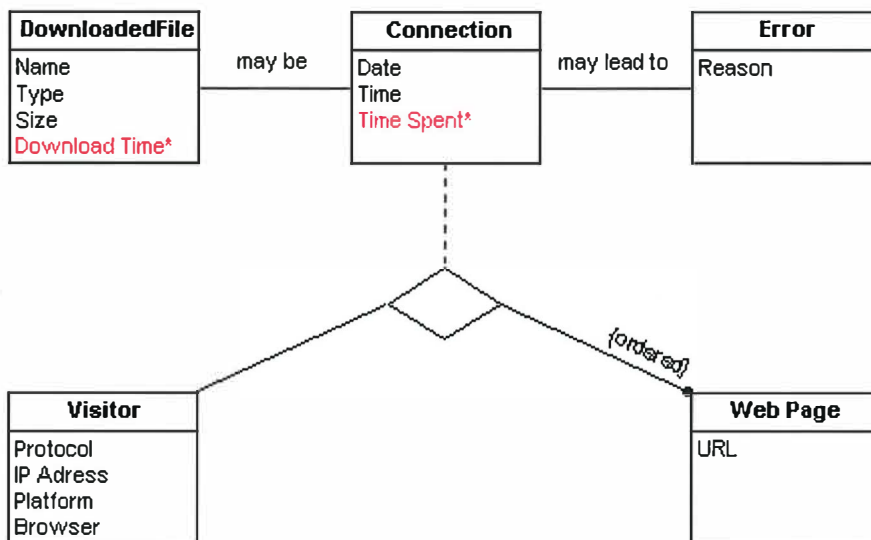 DownloadedFile
Name
Type
Size
Download Time*
may be
Connection
Date
Time
Time Spent*
may lead to
Error
Reason
{ordered}
Visitor
Protocol
IP Adress
Platform
Browser
Web Page
URL